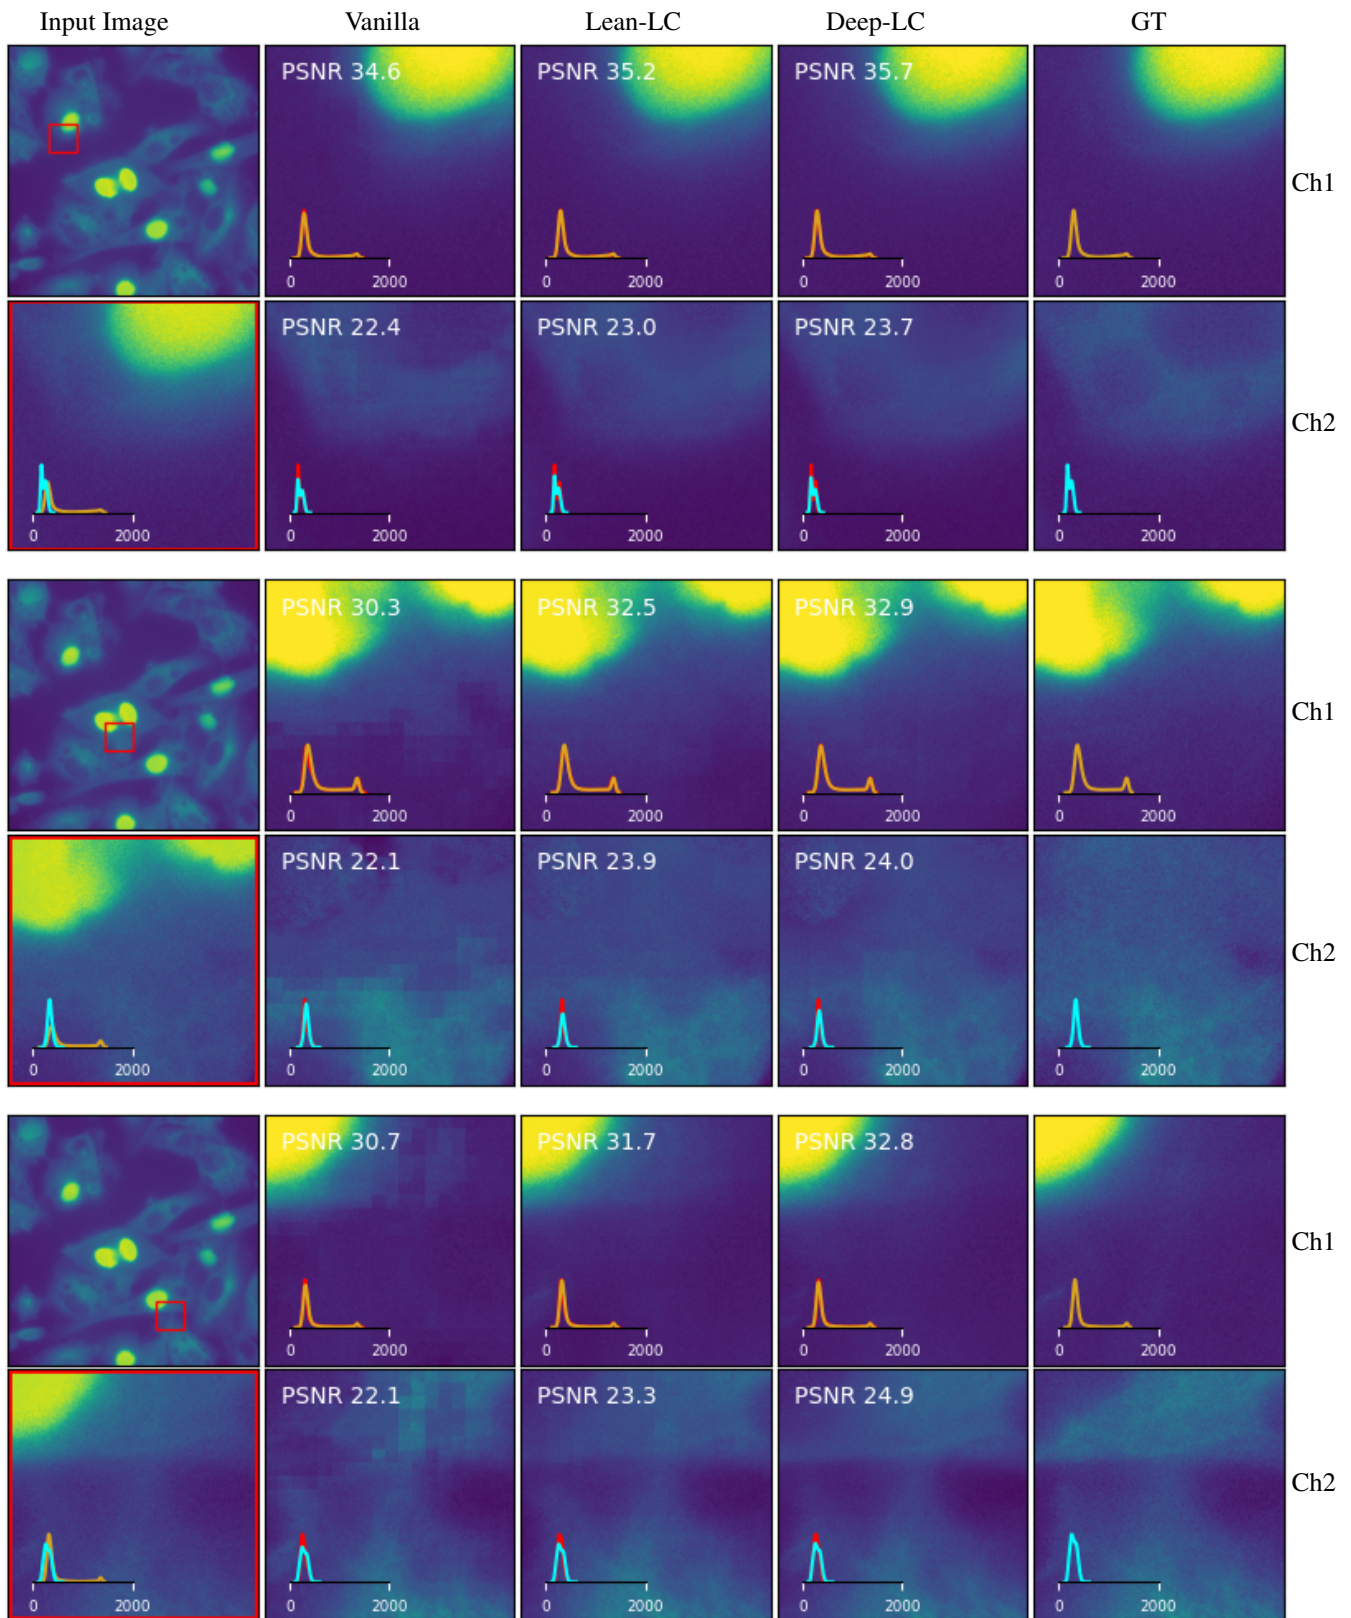 Input Image Vanilla Lean-LC Deep-LC GT
PSNR 34.6 PSNR 35.2 PSNR 35.7
Ch1
0 2000 0 2000 0 2000 0 2000
PSNR 22.4 PSNR 23.0 PSNR 23.7
Ch2
0 2000 0 2000 0 2000 0 2000 0 2000
PSNR 30.3 PSNR 32.5 PSNR 32.9
Ch1
0 2000 0 2000 0 2000 0 2000
PSNR 22.1 PSNR 23.9 PSNR 24.0
Ch2
0 2000 0 2000 0 2000 0 2000 0 2000
PSNR 30.7 PSNR 31.7 PSNR 32.8
Ch1
0 2000 0 2000 0 2000 0 2000
PSNR 22.1 PSNR 23.3 PSNR 24.9
Ch2
0 2000 0 2000 0 2000 0 2000 0 2000